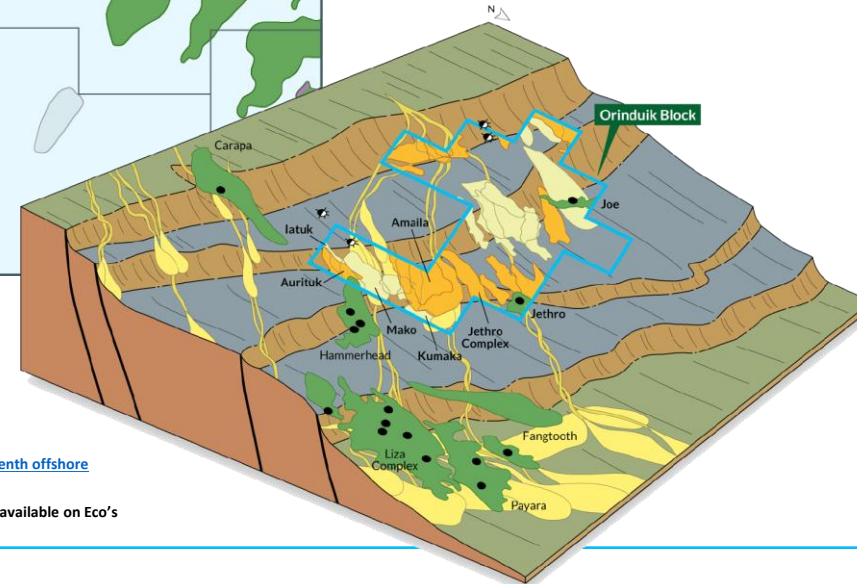 N
Orinduik Block
Carapa
Joe
Iatuk
Amaila
Aurituk
Jethro
Mako
Jethro
Complex
Hammerhead
Kumaka
Fangtooth
Liza
Complex
enth offshore
Payara
available on Eco’s